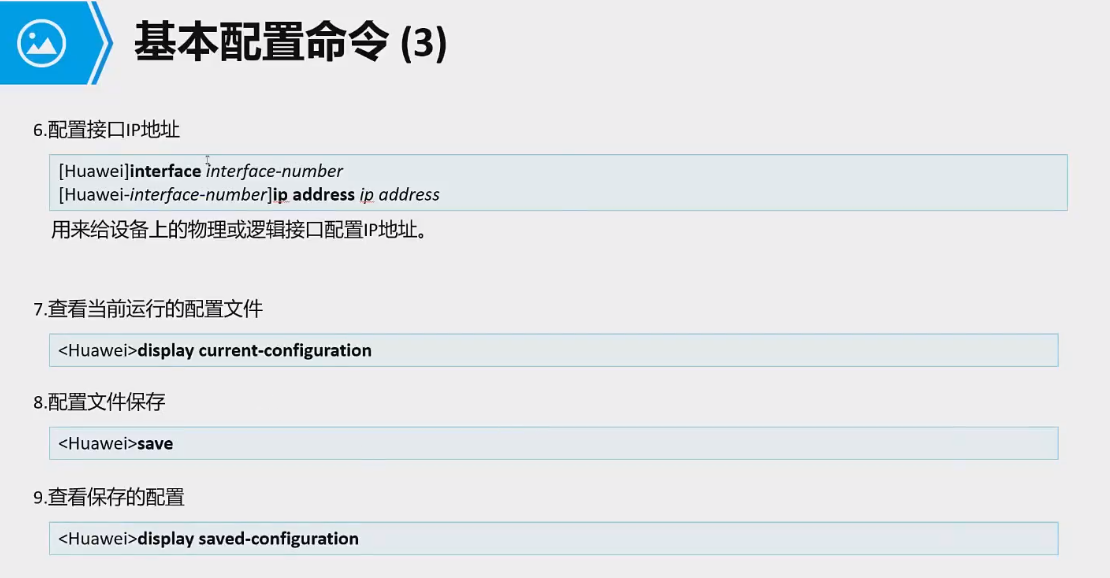 基本配置命令 (3)
6.配置接口IP地址
[Huawei]interface interface-number
[Huawei-interface-number]ip address ip address
用来给设备上的物理或逻辑接口配置IP地址。
7.查看当前运行的配置文件
<Huawei>display current-configuration
8.配置文件保存
<Huawei>save
9.查看保存的配置
<Huawei>display saved-configuration